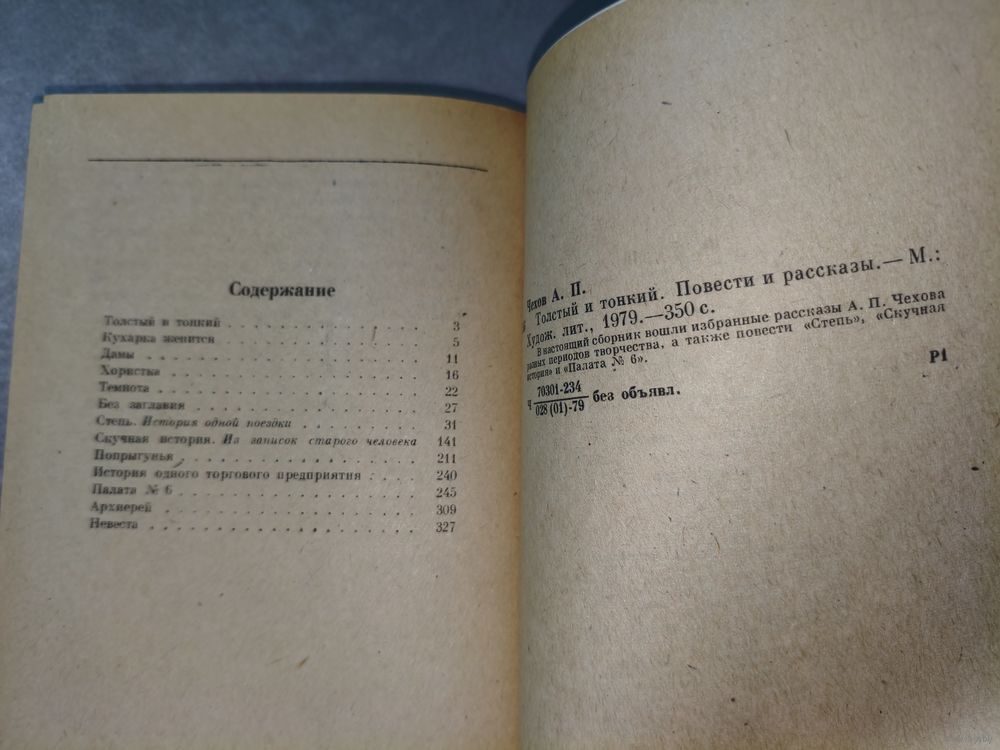 Содержание
Толстый и тонкий . . . . . . . . . . . . . 3
Кухарка женится . . . . . . . . . . . . . 5
Дамы . . . . . . . . . . . . . . . . . . 11
Хористка . . . . . . . . . . . . . . . . 16
Темнота . . . . . . . . . . . . . . . . . 22
Без заглавия . . . . . . . . . . . . . . . 27
Степь. История одной поездки . . . . . . . . 31
Скучная история. Из записок старого человека 141
Попрыгунья . . . . . . . . . . . . . . . 211
История одного торгового предприятия . . . . 240
Палата № 6 . . . . . . . . . . . . . . . 245
Архиерей . . . . . . . . . . . . . . . . 309
Невеста . . . . . . . . . . . . . . . . . 327
Чехов А. П.
Толстый и тонкий. Повести и рассказы.— М.:
Худож. лит., 1979.—350 с.
В настоящий сборник вошли избранные рассказы А. П. Чехова
разных периодов творчества, а также повести «Степь», «Скучная
история» и «Палата № 6».
Ч 70301-234
028 (01)-79 без объявл.
Р1